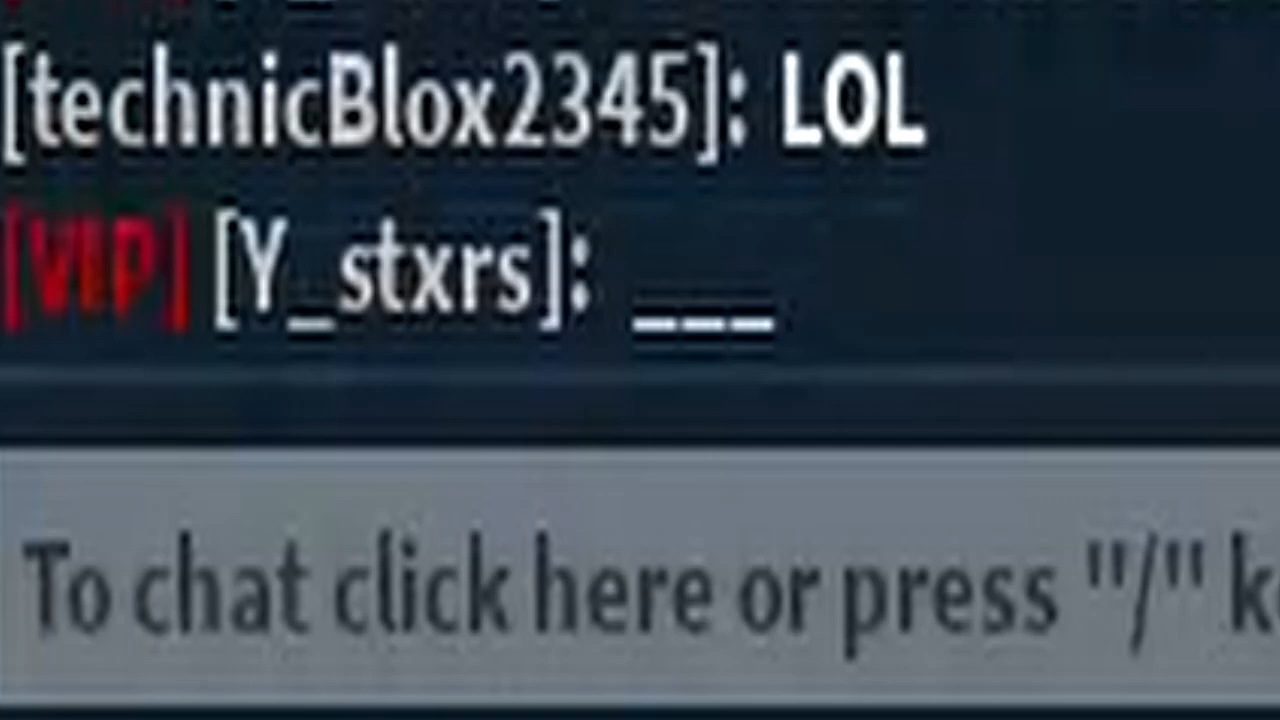 [technicBlox2345]: LOL
[VIP] [Y_stxrs]: ___
To chat click here or press "/" k